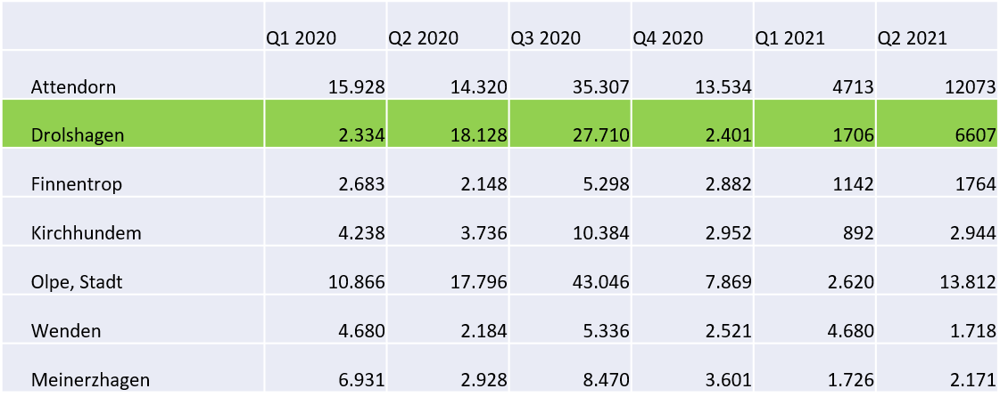 Q1 2020 Q2 2020 Q3 2020 Q4 2020 Q1 2021 Q2 2021
Attendorn 15.928 14.320 35.307 13.534 4713 12073
Drolshagen 2.334 18.128 27.710 2.401 1706 6607
Finnentrop 2.683 2.148 5.298 2.882 1142 1764
Kirchhundem 4.238 3.736 10.384 2.952 892 2.944
Olpe, Stadt 10.866 17.796 43.046 7.869 2.620 13.812
Wenden 4.680 2.184 5.336 2.521 4.680 1.718
Meinerzhagen 6.931 2.928 8.470 3.601 1.726 2.171